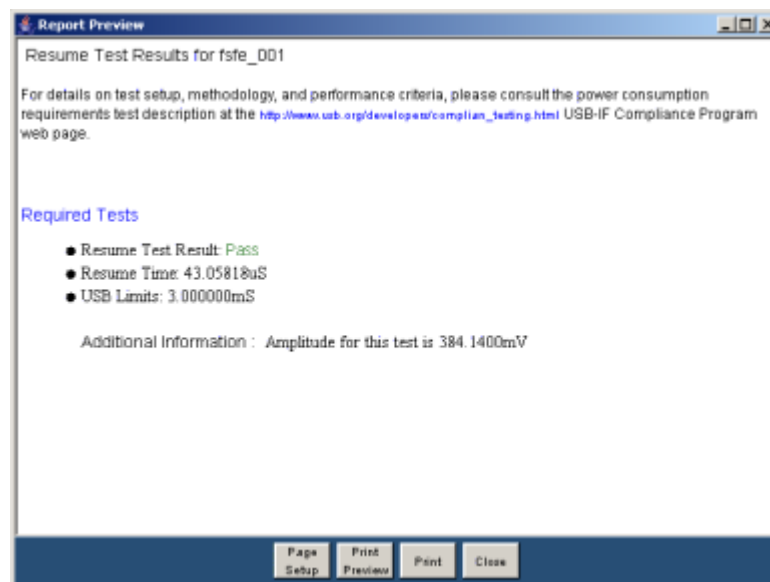 Report Preview
Resume Test Results for fsfe_001
For details on test setup, methodology, and performance criteria, please consult the power consumption
requirements test description at the http://www.usb.org/developers/complian_testing.html USB-IF Compliance Program
web page.
Required Tests
Resume Test Result: Pass
Resume Time: 43.05818uS
USB Limits: 3.000000mS
Additional Information : Amplitude for this test is 384.1400mV
Page Setup
Print Preview
Print
Close